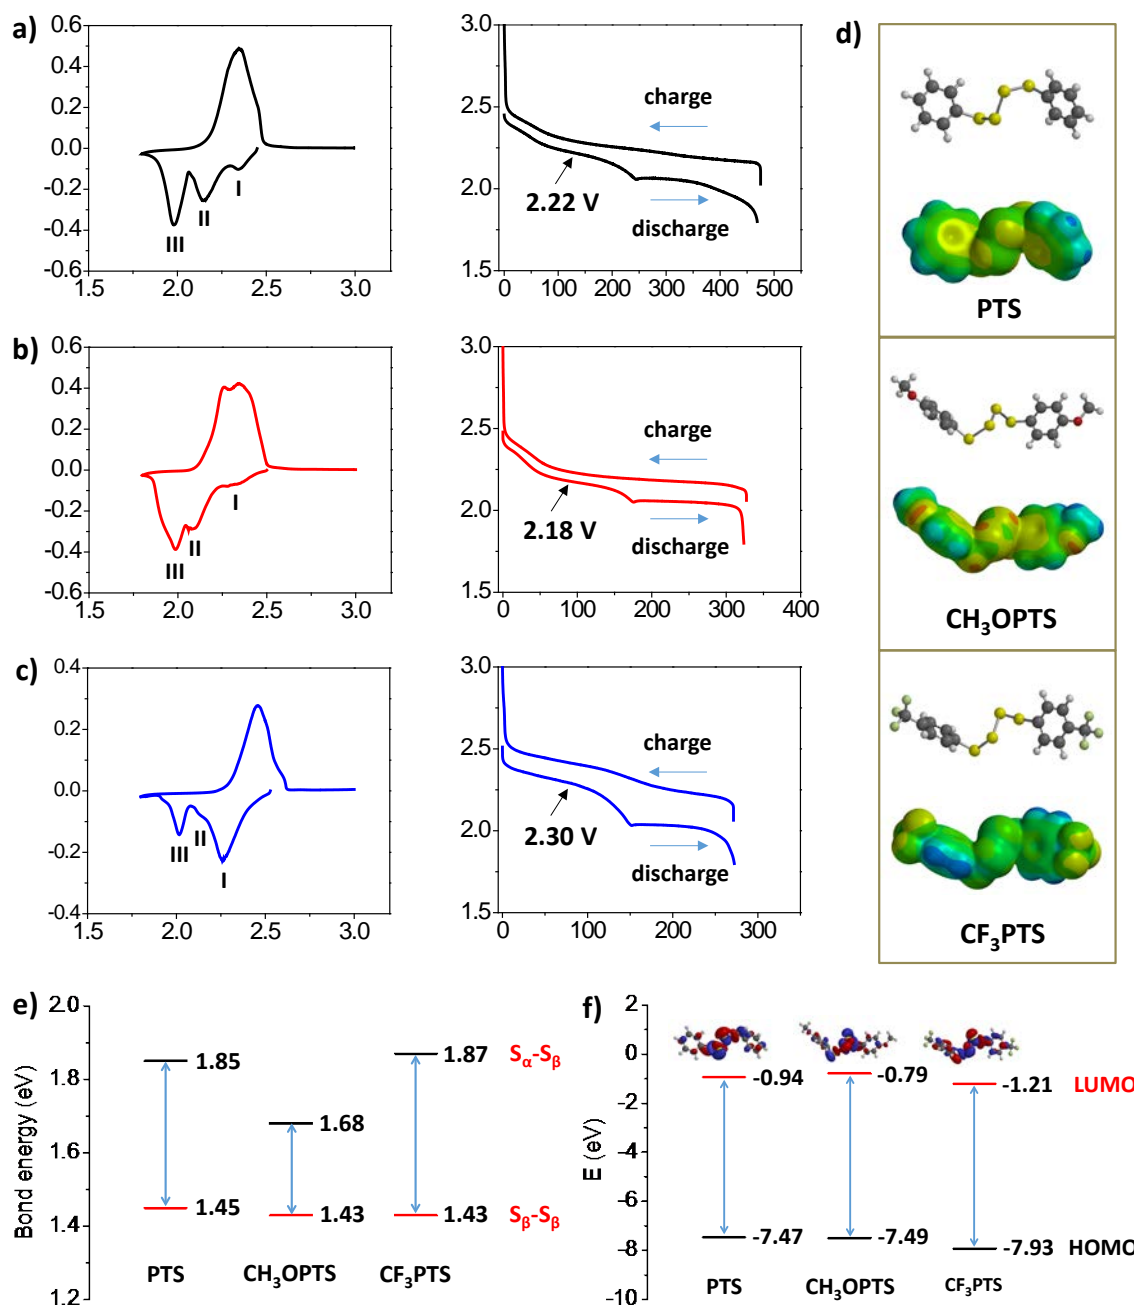 a)
0.6
0.4
0.2
0.0
-0.2
-0.4
-0.6
1.5
2.0
2.5
3.0
I
II
III
3.0
2.5
2.0
1.5
0
100
200
300
400
500
charge
2.22 V
discharge
b)
0.6
0.4
0.2
0.0
-0.2
-0.4
-0.6
1.5
2.0
2.5
3.0
I
II
III
3.0
2.5
2.0
1.5
0
100
200
300
400
charge
2.18 V
discharge
c)
0.4
0.2
0.0
-0.2
-0.4
1.5
2.0
2.5
3.0
III
II
I
3.0
2.5
2.0
1.5
0
100
200
300
charge
2.30 V
discharge
d)
PTS
CH₃OPTS
CF₃PTS
e)
2.0
1.8
1.6
1.4
1.2
Bond energy (eV)
1.85
1.45
1.68
1.43
1.87
1.43
Sα-Sβ
Sβ-Sβ
PTS
CH₃OPTS
CF₃PTS
f)
2
0
-2
-4
-6
-8
-10
E (eV)
-0.94
-0.79
-1.21
LUMO
-7.47
-7.49
-7.93
HOMO
PTS
CH₃OPTS
CF₃PTS